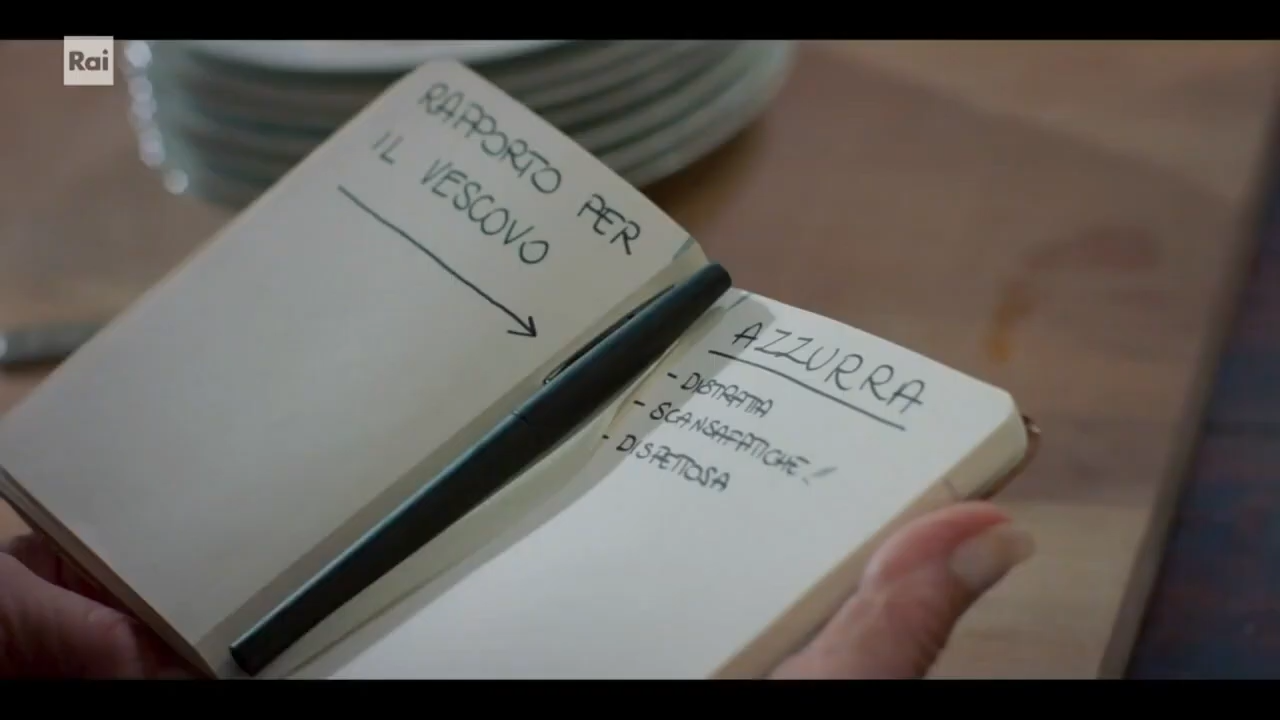 Rai
RAPPORTO PER
IL VESCOVO
AZZURRA
- DISTRATTA
- SCANSAFATICHE!!
- DISPETTOSA